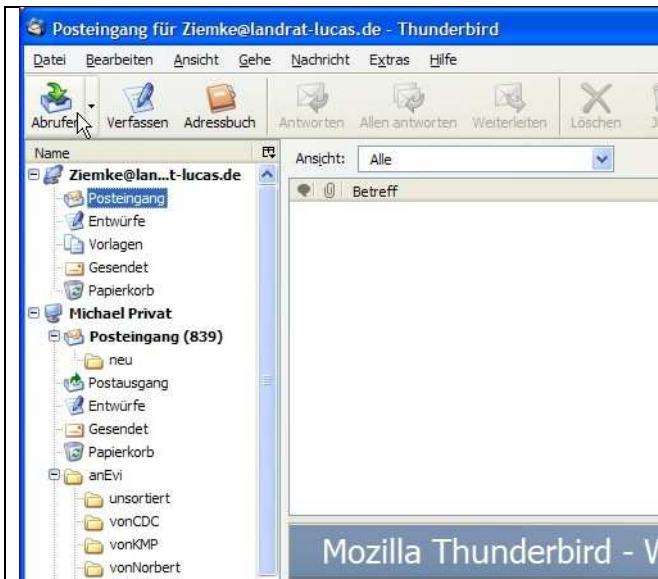 Posteingang für Ziemke@landrat-lucas.de - Thunderbird
Datei Bearbeiten Ansicht Gehe Nachricht Extras Hilfe
Abrufen Verfassen Adressbuch Antworten Allen antworten Weiterleiten Löschen
Name
Ansicht: Alle
Betreff
Ziemke@lan...t-lucas.de
Posteingang
Entwürfe
Vorlagen
Gesendet
Papierkorb
Michael Privat
Posteingang (839)
neu
Postausgang
Entwürfe
Gesendet
Papierkorb
anEvi
unsortiert
vonCDC
vonKMP
vonNorbert
Mozilla Thunderbird -